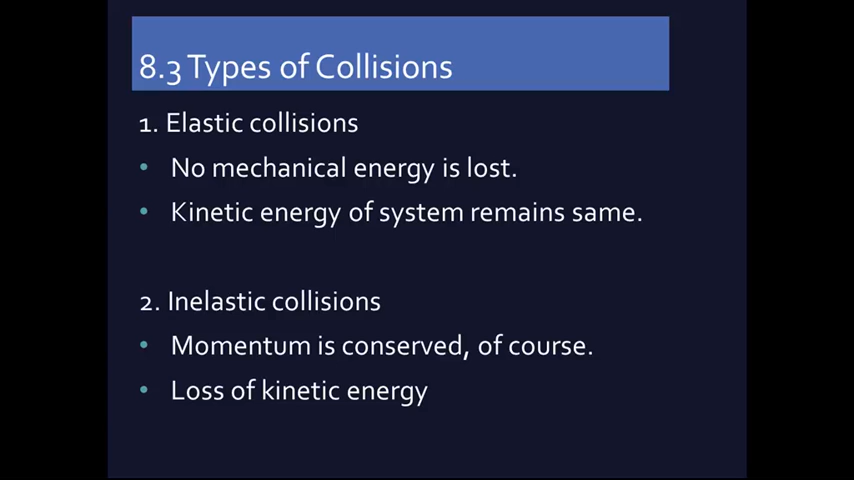 8.3 Types of Collisions
1. Elastic collisions
• No mechanical energy is lost.
• Kinetic energy of system remains same.
2. Inelastic collisions
• Momentum is conserved, of course.
• Loss of kinetic energy